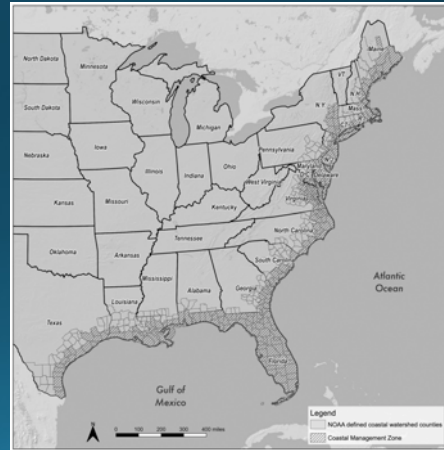 Maine
North Dakota
Minnesota
VT
N.H.
South Dakota
Wisconsin
N.Y.
Mass
Michigan
Iowa
Pennsylvania
N.J.
Nebraska
Illinois
Indiana
Ohio
Maryland
Delaware
West Virginia
Virginia
Kansas
Missouri
Kentucky
Tennessee
North Carolina
Oklahoma
Arkansas
South Carolina
Mississippi
Alabama
Georgia
Atlantic
Ocean
Louisiana
Texas
Florida
Gulf of
Mexico
N
0 100 200 300 400 miles
Legend
NOAA defined coastal watershed counties
Coastal Management Zone